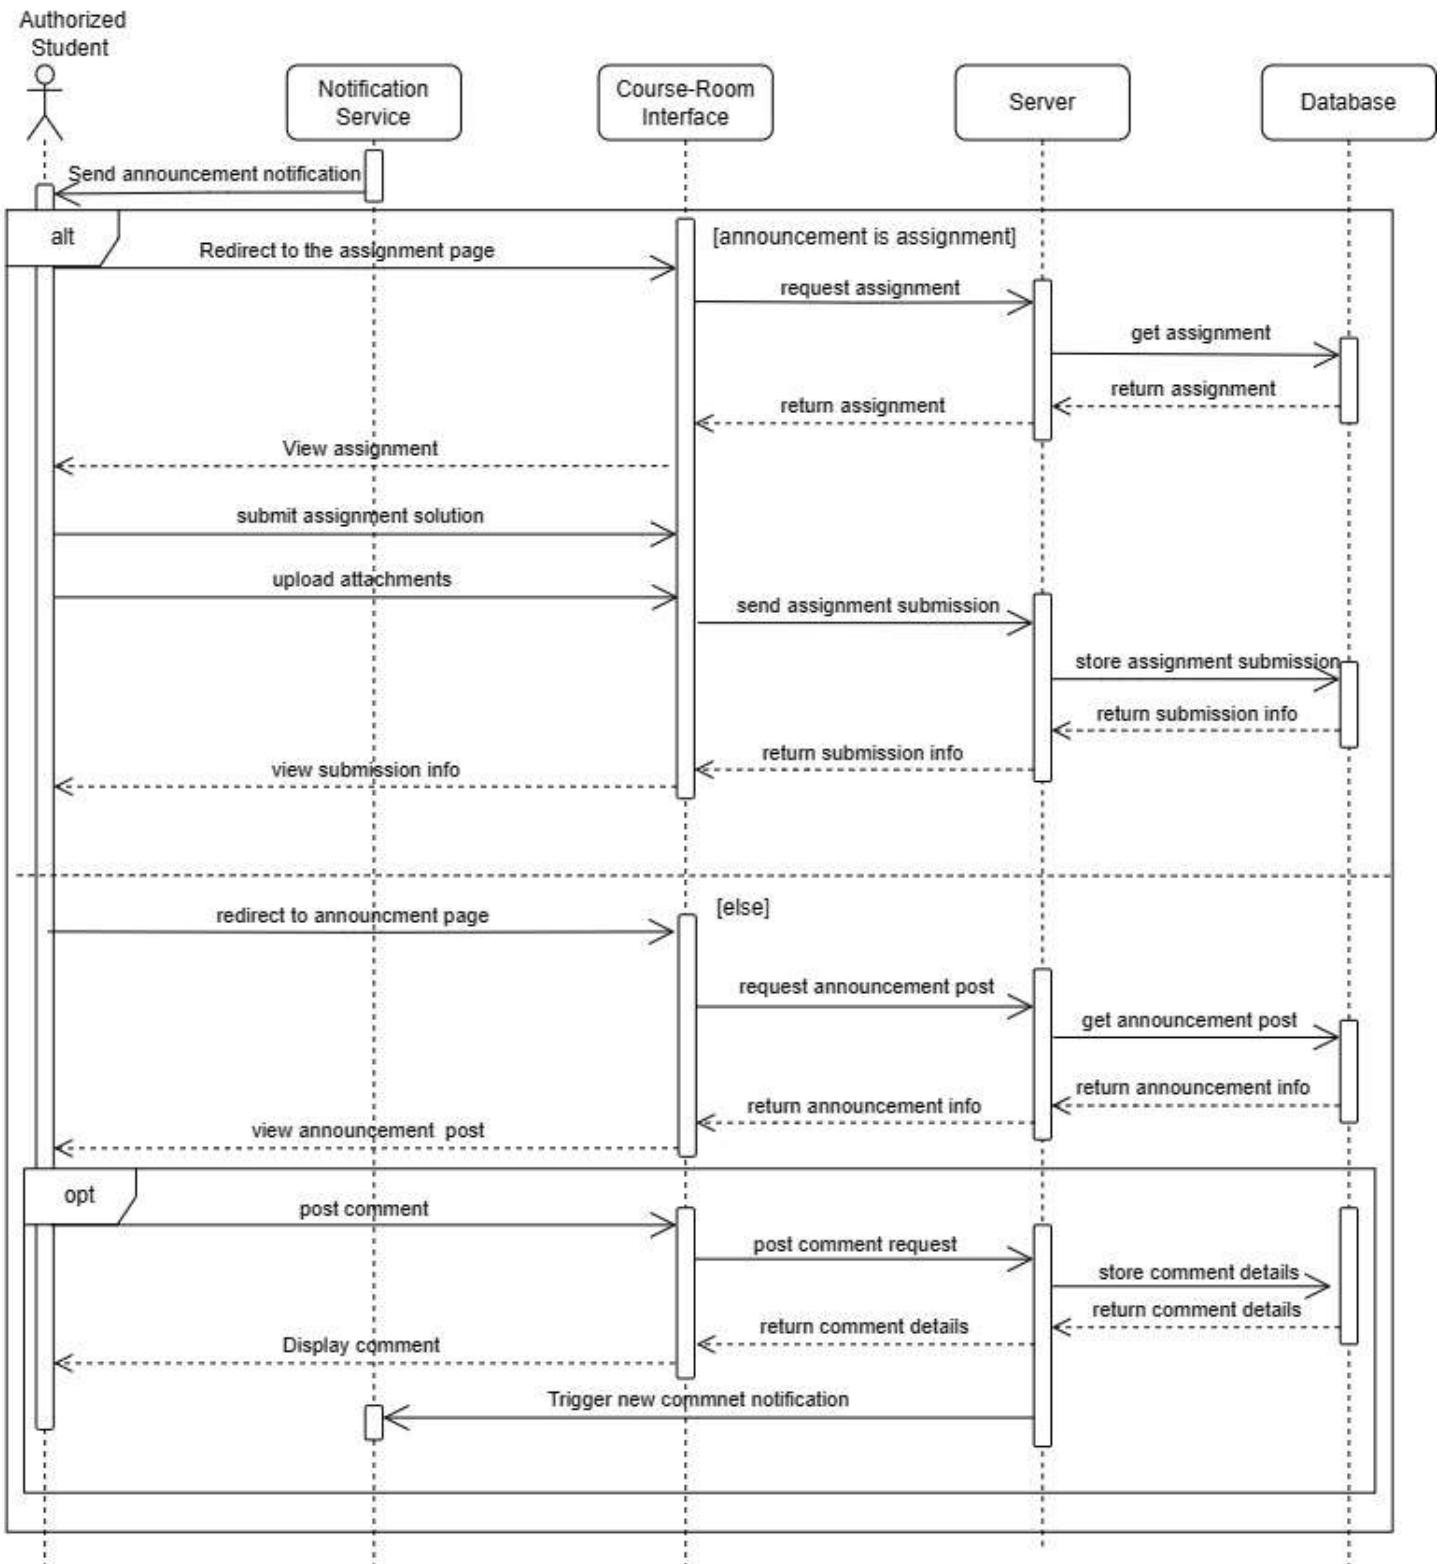 Authorized
Student
Notification
Service
Course-Room
Interface
Server
Database
Send announcement notification
alt
[announcement is assignment]
Redirect to the assignment page
request assignment
get assignment
return assignment
return assignment
View assignment
submit assignment solution
upload attachments
send assignment submission
store assignment submission
return submission info
return submission info
view submission info
[else]
redirect to announcment page
request announcement post
get announcement post
return announcement info
return announcement info
view announcement post
opt
post comment
post comment request
store comment details
return comment details
return comment details
Display comment
Trigger new commnet notification